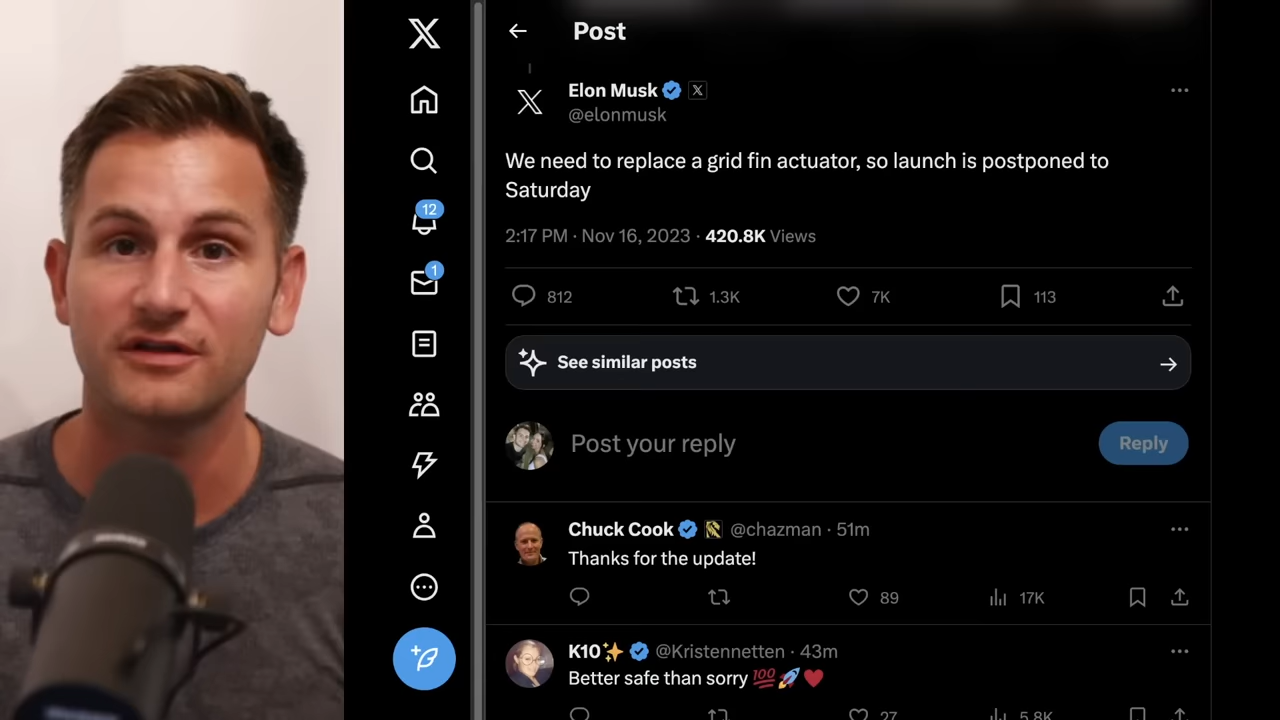 Post
Elon Musk
@elonmusk
We need to replace a grid fin actuator, so launch is postponed to
Saturday
2:17 PM · Nov 16, 2023 · 420.8K Views
812 1.3K 7K 113
See similar posts
Post your reply
Reply
12
1
Chuck Cook @chazman · 51m
Thanks for the update!
89 17K
K10✨ @Kristennetten · 43m
Better safe than sorry 💯🚀♥️
27 5.8K